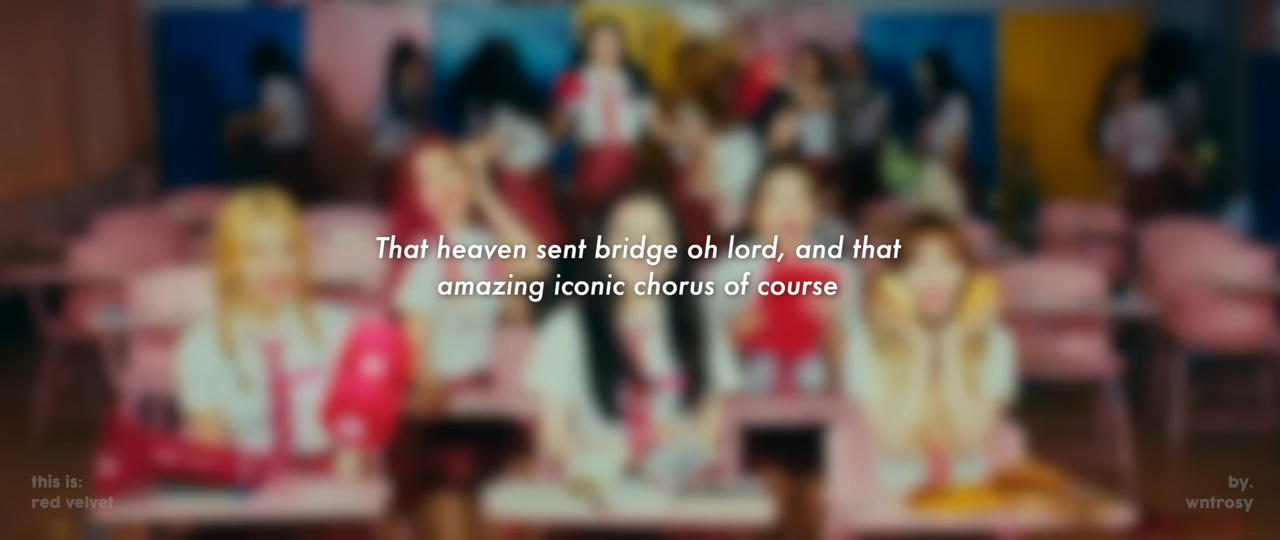 That heaven sent bridge oh lord, and that
amazing iconic chorus of course
this is:
red velvet
by.
wntrosy